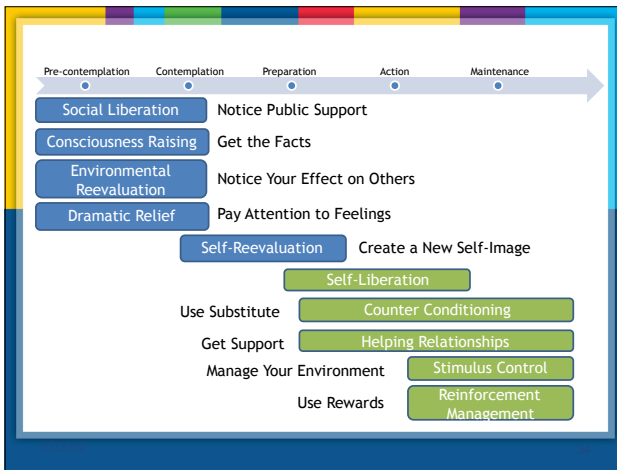 Pre-contemplation Contemplation Preparation Action Maintenance
Social Liberation Notice Public Support
Consciousness Raising Get the Facts
Environmental
Reevaluation Notice Your Effect on Others
Dramatic Relief Pay Attention to Feelings
Self-Reevaluation Create a New Self-Image
Self-Liberation
Use Substitute Counter Conditioning
Get Support Helping Relationships
Manage Your Environment Stimulus Control
Use Rewards Reinforcement
Management